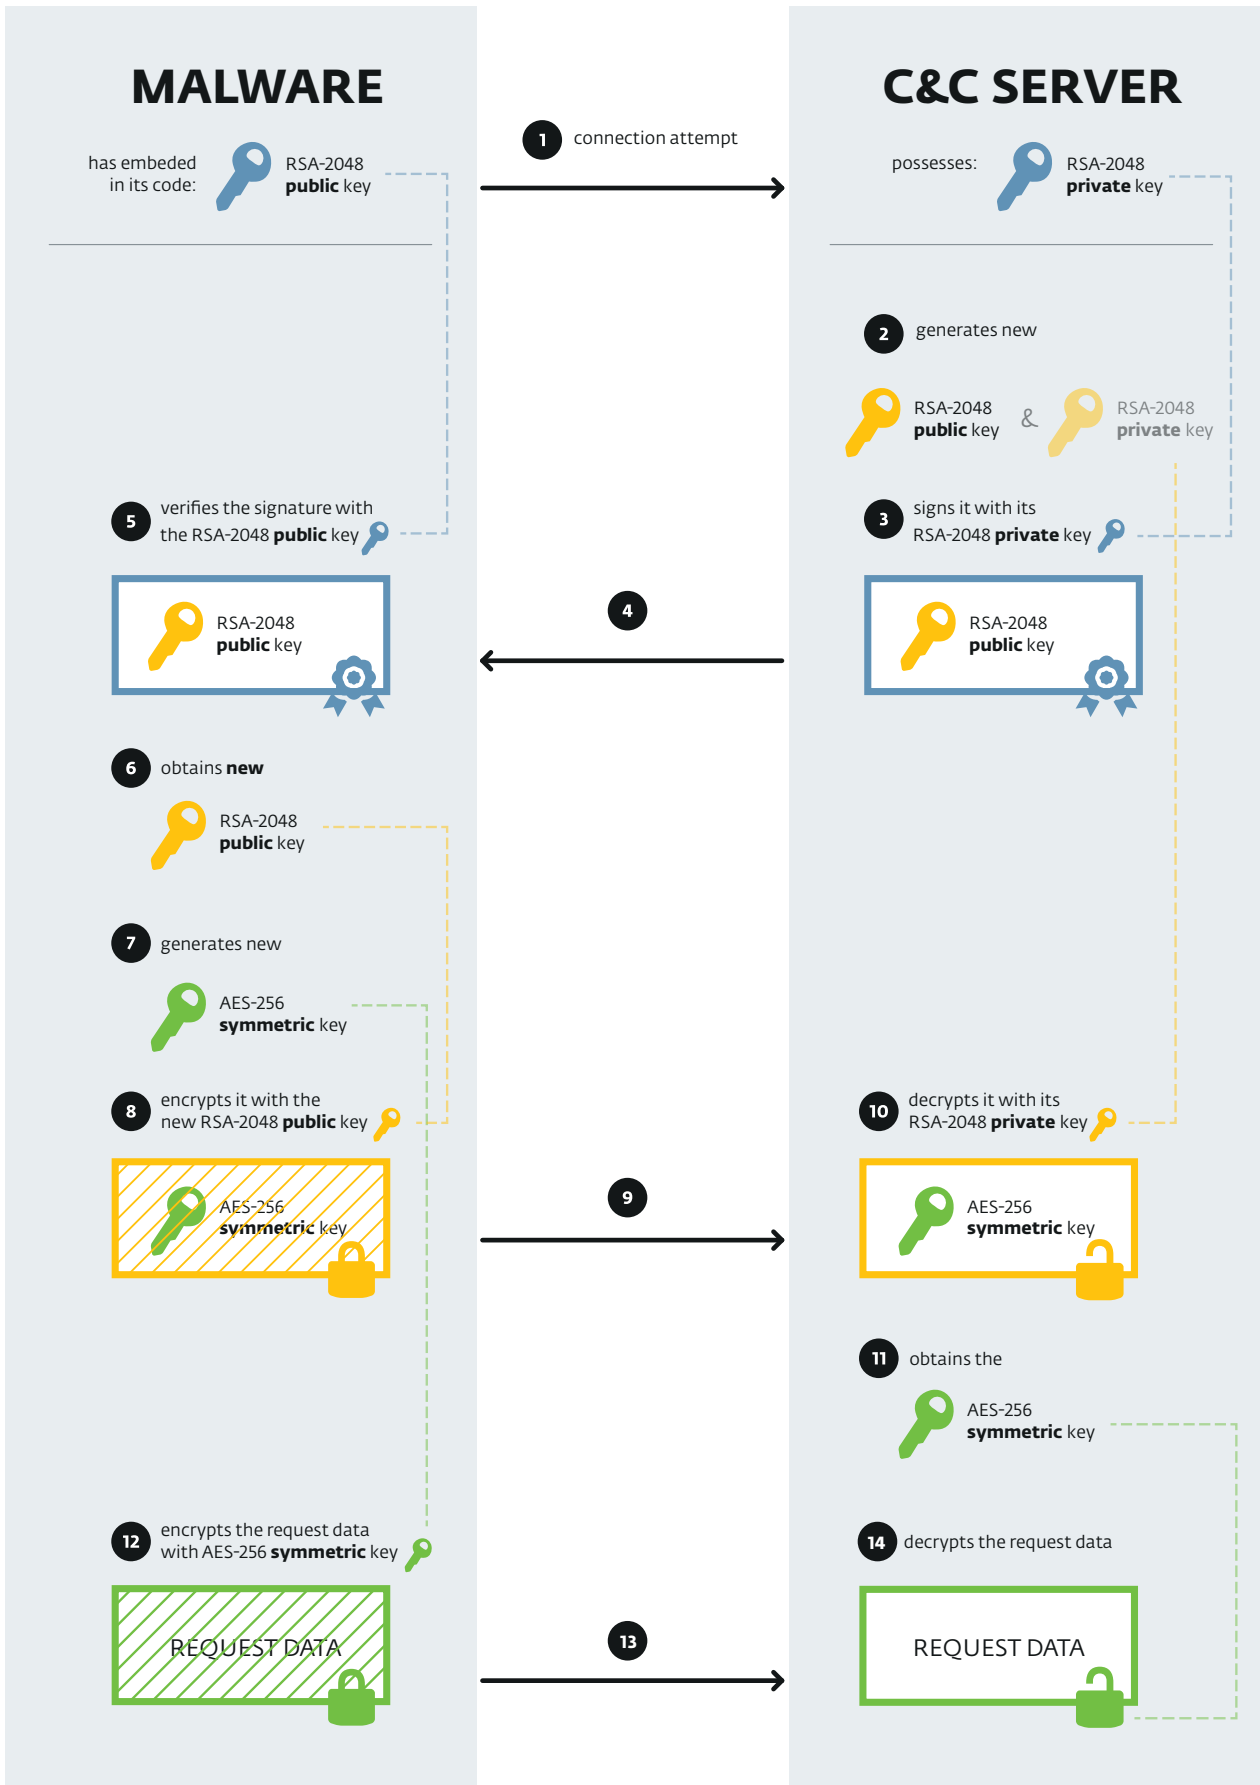 MALWARE
has embeded
in its code:
RSA-2048
public key
1
connection attempt
C&C SERVER
possesses:
RSA-2048
private key
2
generates new
RSA-2048
public key
&
RSA-2048
private key
3
signs it with its
RSA-2048 private key
RSA-2048
public key
4
5
verifies the signature with
the RSA-2048 public key
RSA-2048
public key
6
obtains new
RSA-2048
public key
7
generates new
AES-256
symmetric key
8
encrypts it with the
new RSA-2048 public key
AES-256
symmetric key
9
10
decrypts it with its
RSA-2048 private key
AES-256
symmetric key
11
obtains the
AES-256
symmetric key
12
encrypts the request data
with AES-256 symmetric key
REQUEST DATA
13
14
decrypts the request data
REQUEST DATA